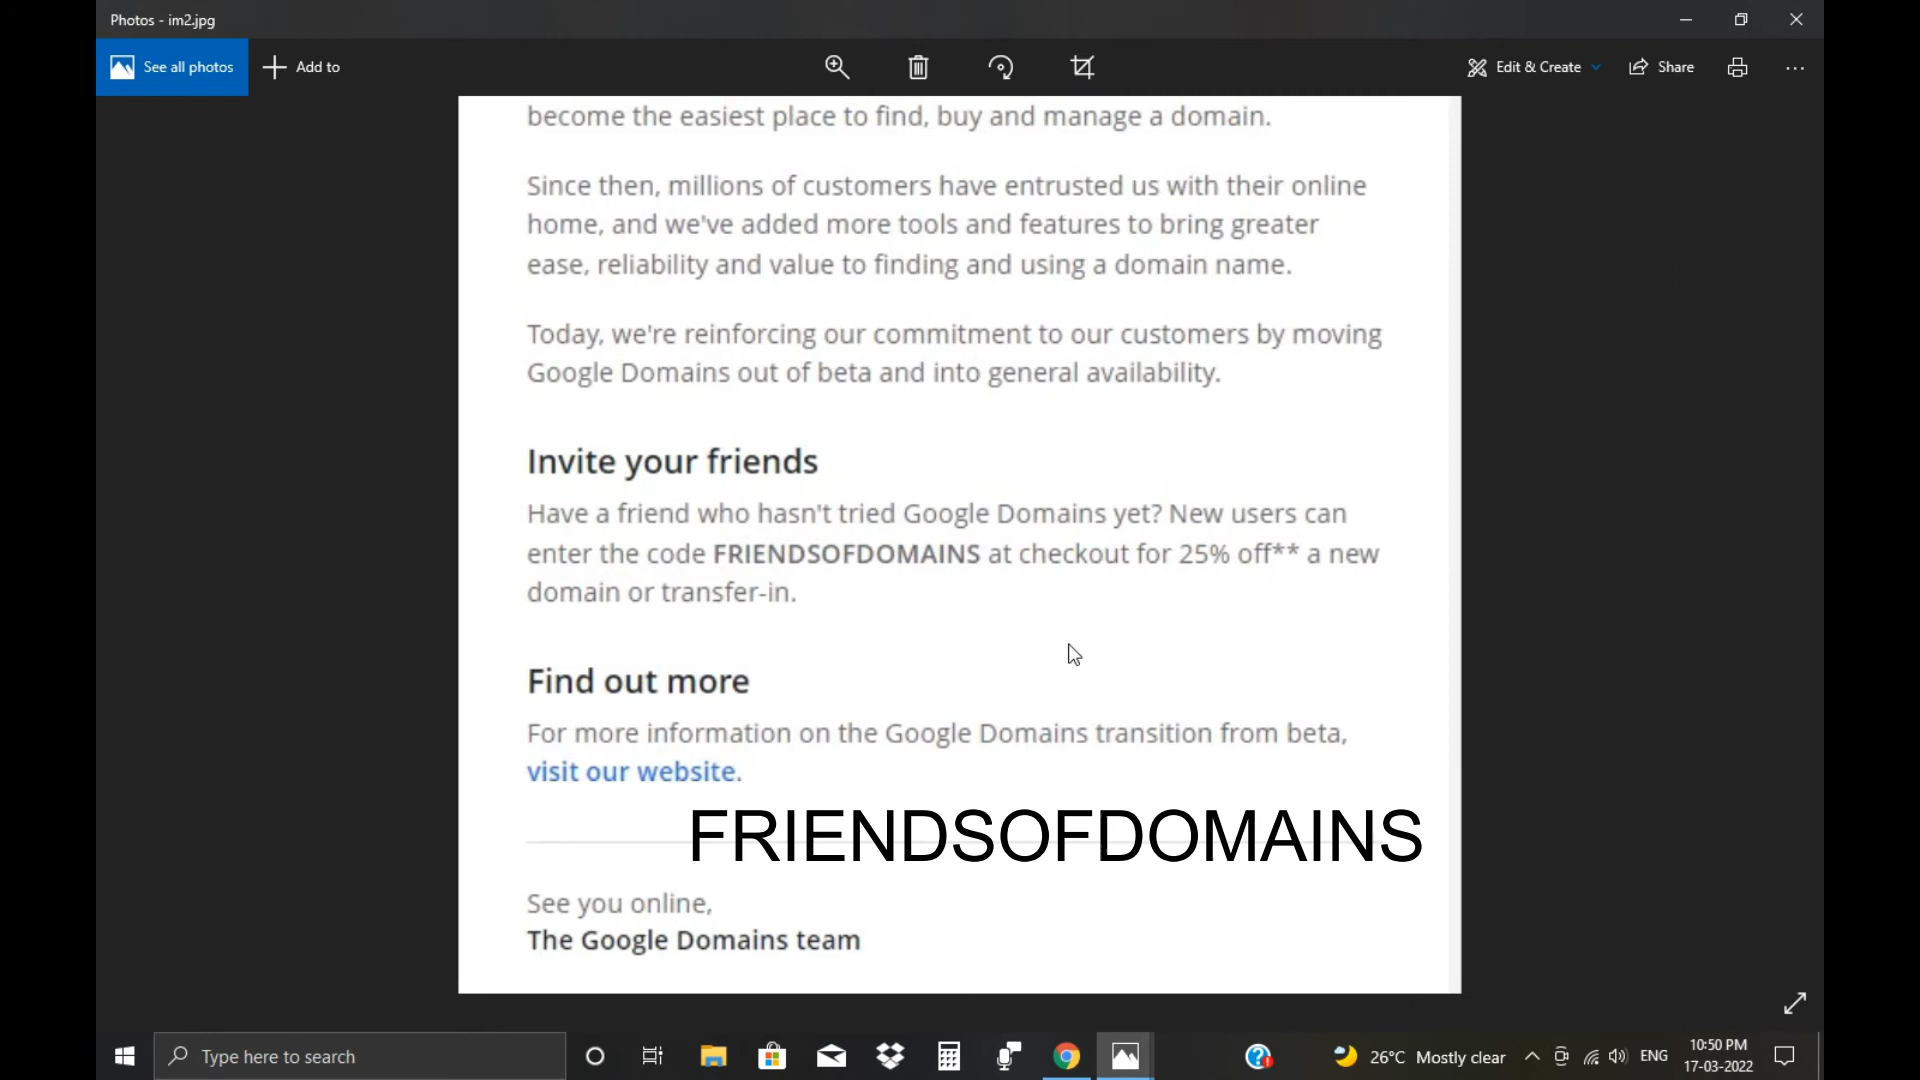 Photos - im2.jpg
See all photos
Add to
Edit & Create
Share
become the easiest place to find, buy and manage a domain.
Since then, millions of customers have entrusted us with their online
home, and we've added more tools and features to bring greater
ease, reliability and value to finding and using a domain name.
Today, we're reinforcing our commitment to our customers by moving
Google Domains out of beta and into general availability.
Invite your friends
Have a friend who hasn't tried Google Domains yet? New users can
enter the code FRIENDSOFDOMAINS at checkout for 25% off** a new
domain or transfer-in.
Find out more
For more information on the Google Domains transition from beta,
visit our website.
FRIENDSOFDOMAINS
See you online,
The Google Domains team
Type here to search
26°C Mostly clear
ENG
10:50 PM
17-03-2022